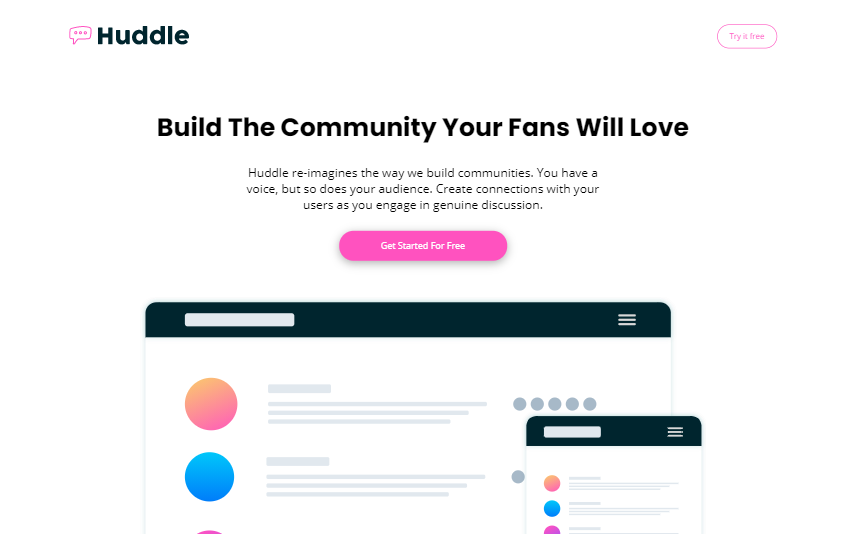 Huddle
Try it free
Build The Community Your Fans Will Love
Huddle re-imagines the way we build communities. You have a
voice, but so does your audience. Create connections with your
users as you engage in genuine discussion.
Get Started For Free